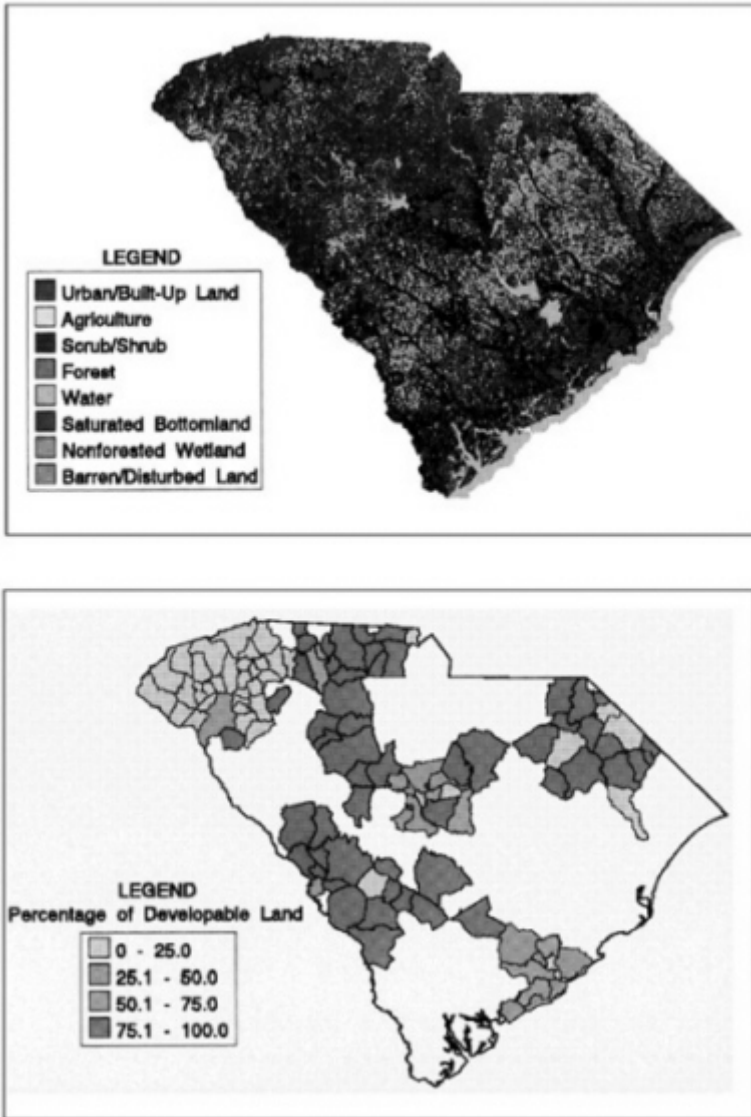 LEGEND
Urban/Built-Up Land
Agriculture
Scrub/Shrub
Forest
Water
Saturated Bottomland
Nonforested Wetland
Barren/Disturbed Land
LEGEND
Percentage of Developable Land
0 - 25.0
25.1 - 50.0
50.1 - 75.0
75.1 - 100.0